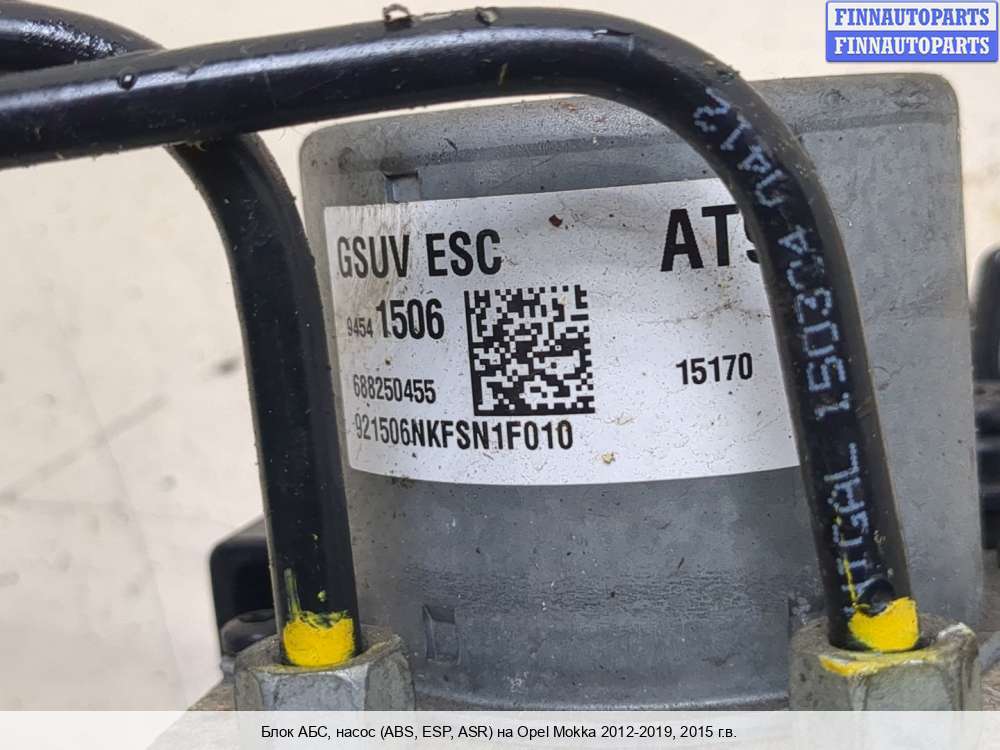 FINNAUTOPARTS
FINNAUTOPARTS
GSUV ESC
9454 1506
688250455
15170
921506NKFSN1F010
Блок АБС, насос (ABS, ESP, ASR) на Opel Mokka 2012-2019, 2015 г.в.